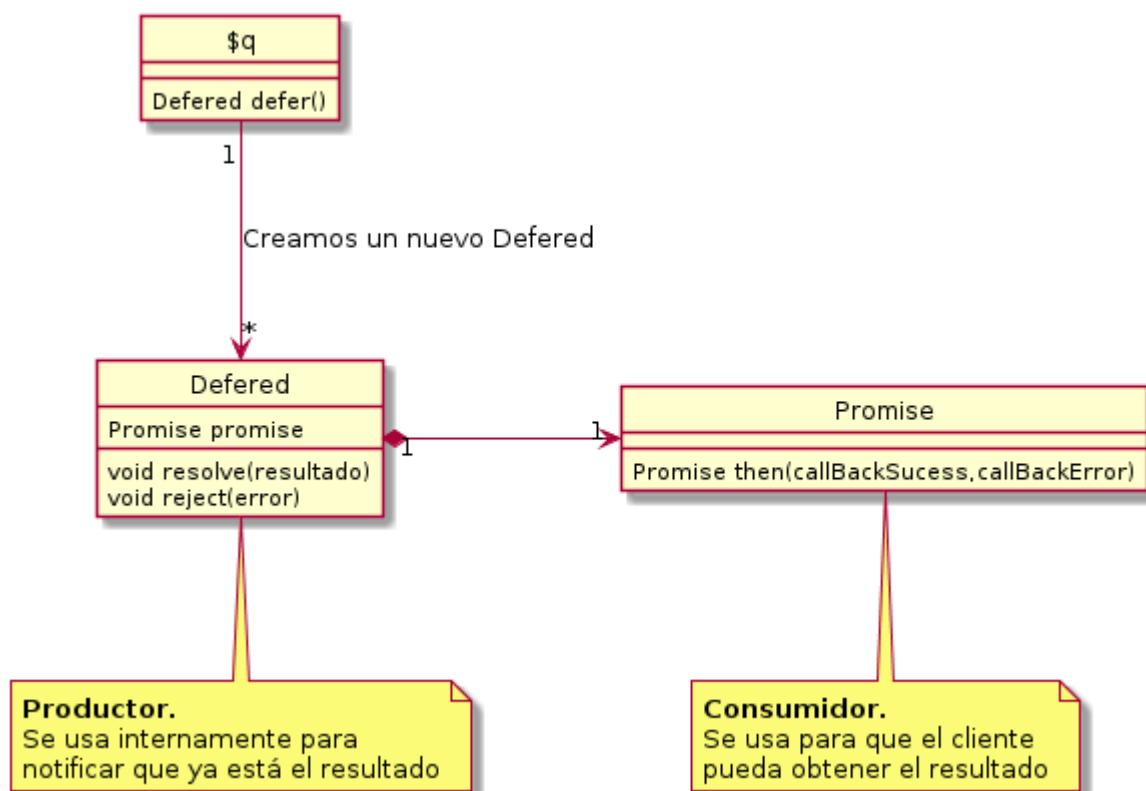 $q
Defered defer()
1
Creamos un nuevo Defered
*
Defered
Promise promise
void resolve(resultado)
void reject(error)
1
1
Promise
Promise then(callBackSucess,callBackError)
Productor.
Se usa internamente para
notificar que ya está el resultado
Consumidor.
Se usa para que el cliente
pueda obtener el resultado